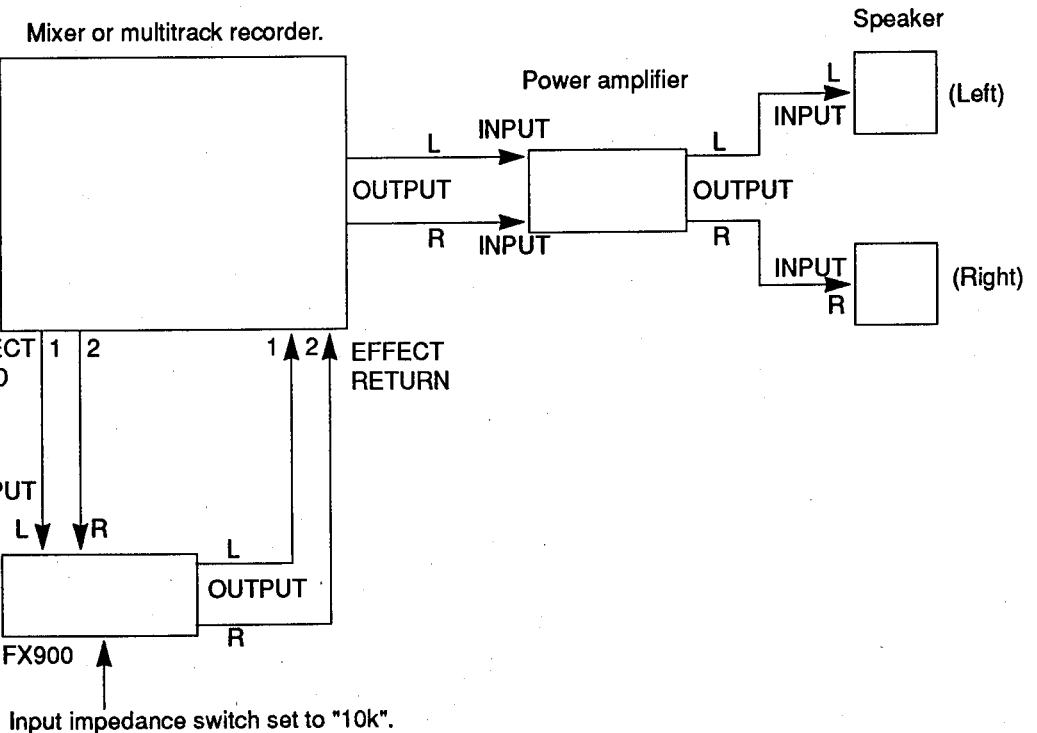 Speaker
Mixer or multitrack recorder.
Power amplifier
L
INPUT
(Left)
INPUT
L
L
OUTPUT
OUTPUT
R
INPUT
R
INPUT
R
(Right)
1
2
1
2
EFFECT
RETURN
L
R
L
OUTPUT
R
FX900
Input impedance switch set to "10k".